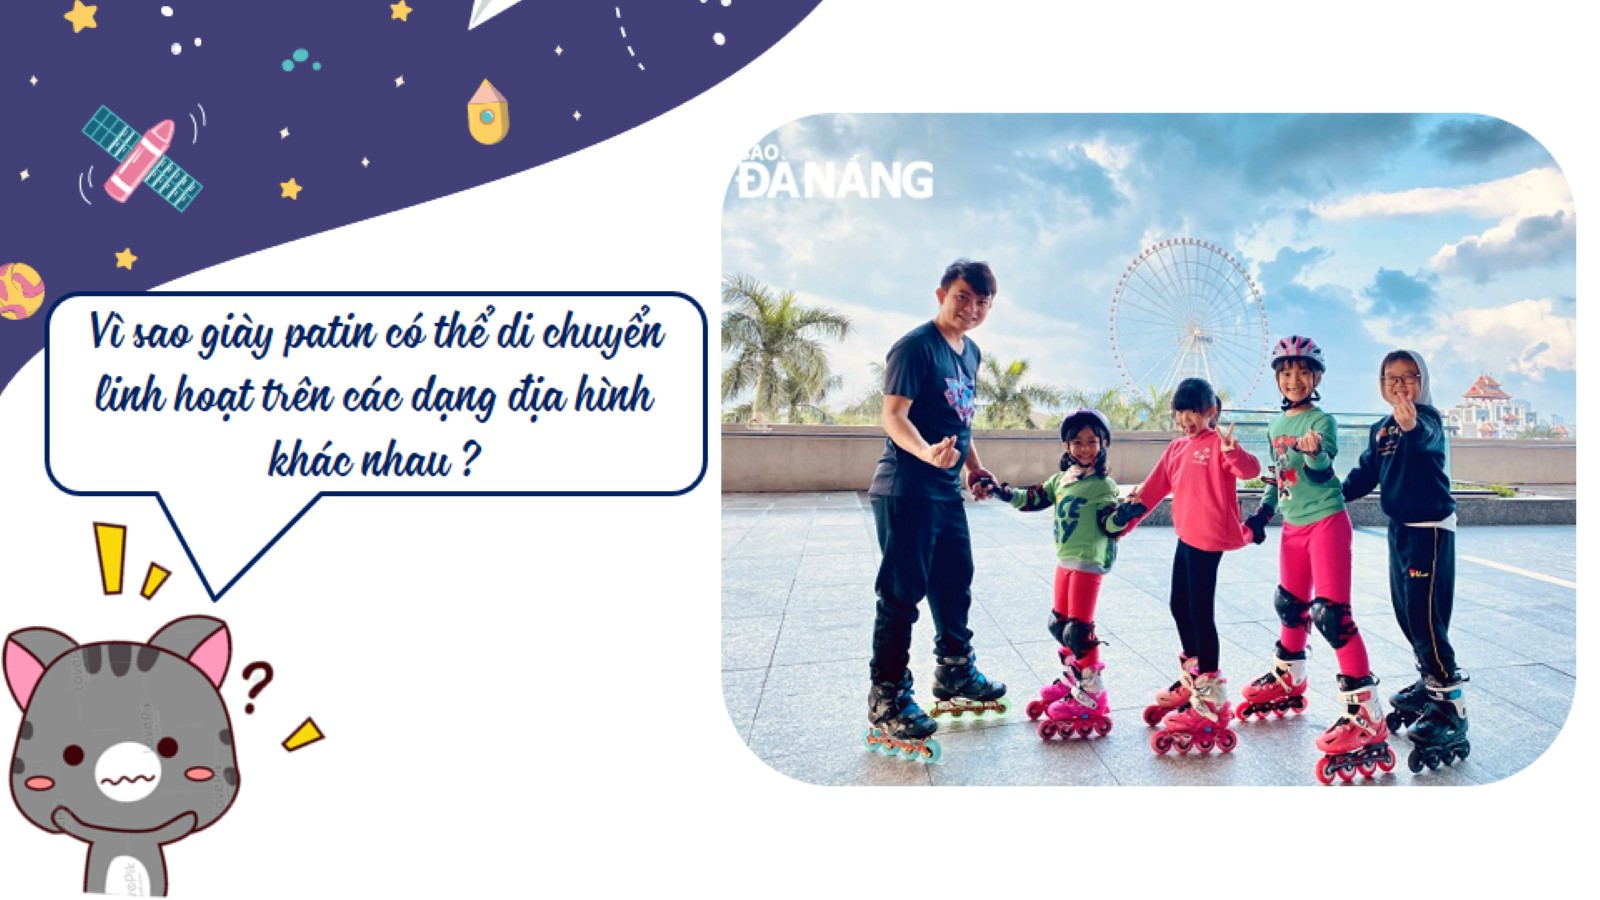 Vì sao giày patin có thể di chuyển
linh hoạt trên các dạng địa hình
khác nhau ?
BÁO
ĐÀ NẴNG
?